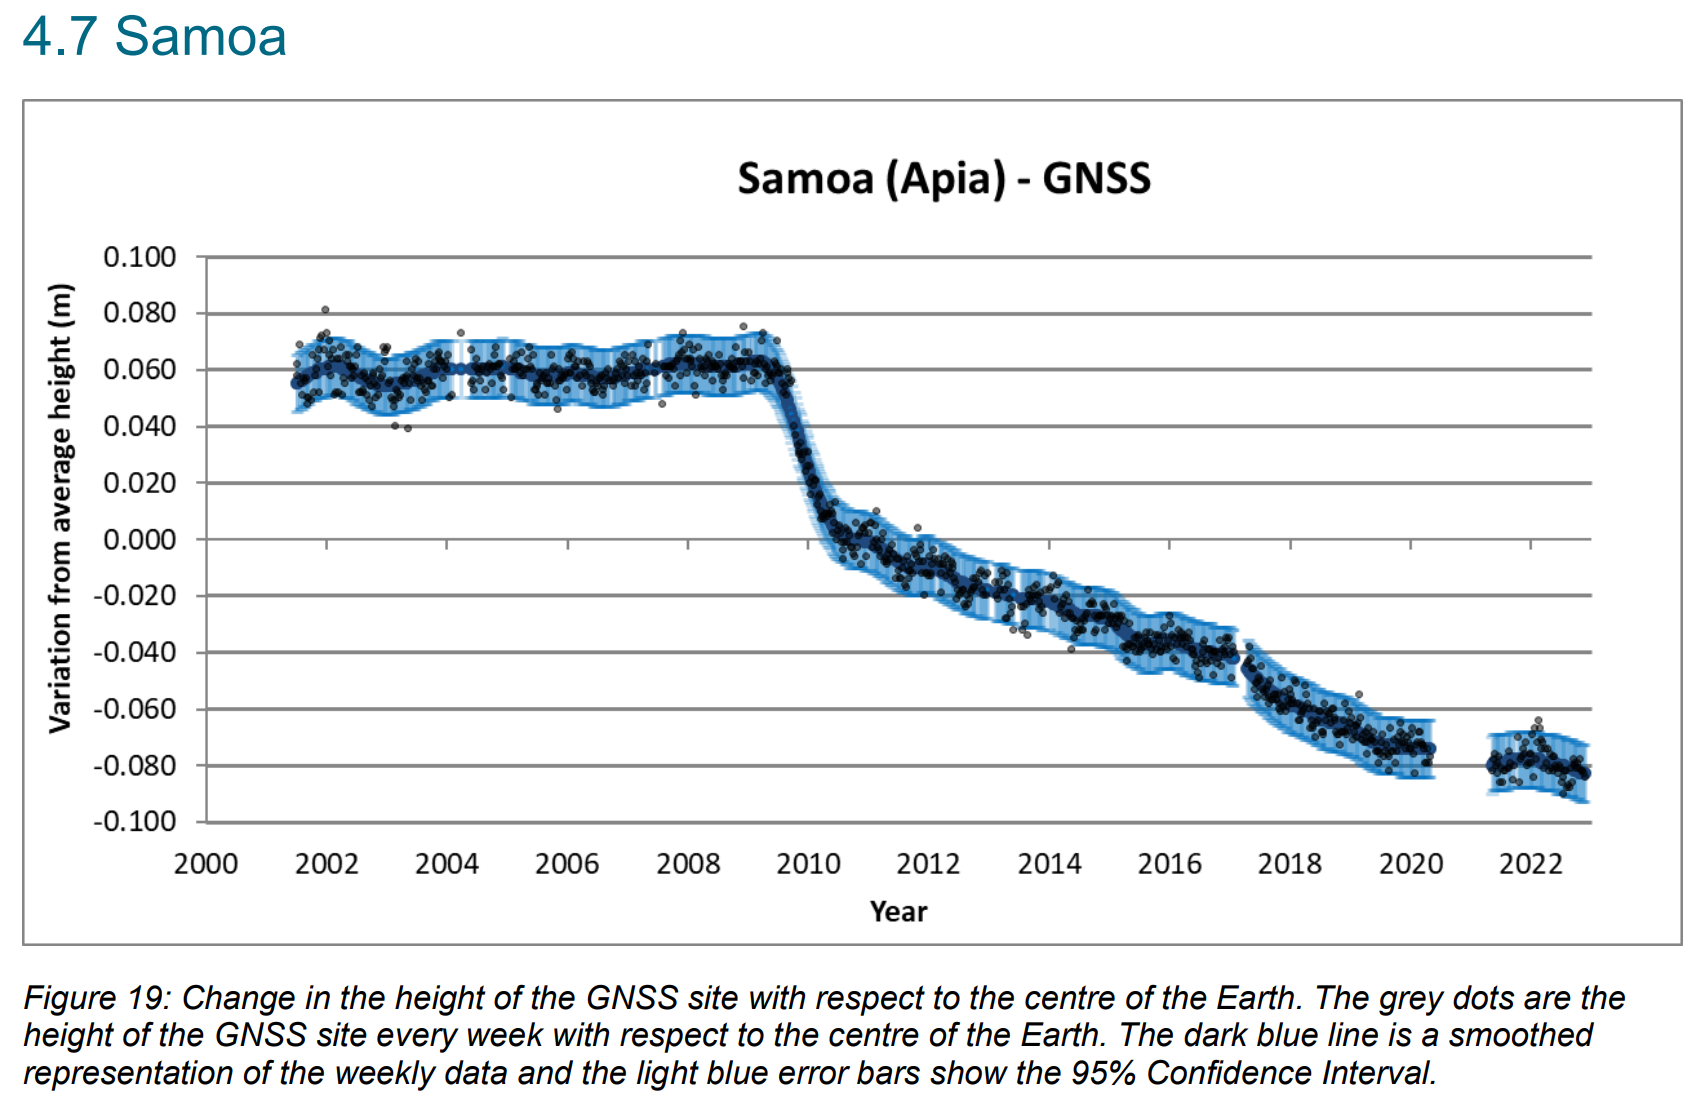 4.7 Samoa
Samoa (Apia) - GNSS
Variation from average height (m)
0.100
0.080
0.060
0.040
0.020
0.000
-0.020
-0.040
-0.060
-0.080
-0.100
2000 2002 2004 2006 2008 2010 2012 2014 2016 2018 2020 2022
Year
Figure 19: Change in the height of the GNSS site with respect to the centre of the Earth. The grey dots are the
height of the GNSS site every week with respect to the centre of the Earth. The dark blue line is a smoothed
representation of the weekly data and the light blue error bars show the 95% Confidence Interval.